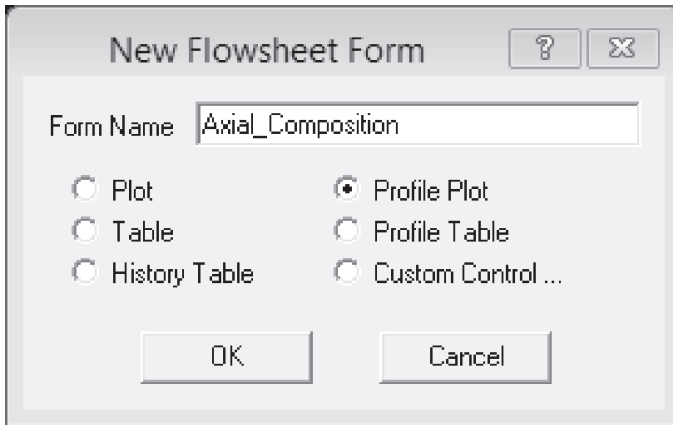 New Flowsheet Form
Form Name Axial_Composition
Plot
Profile Plot
Table
Profile Table
History Table
Custom Control ...
OK
Cancel